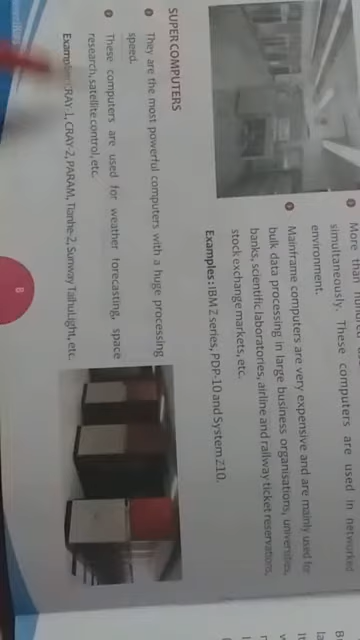 More than
simultaneously. These computers are used in networked
environment.
Mainframe computers are very expensive and are mainly used for
bulk data processing in large business organisations, universities,
banks, scientific laboratories, airline and railway ticket reservations,
stock exchange markets, etc.
Examples: IBM Z series, PDP-10 and System Z10.
SUPER COMPUTERS
They are the most powerful computers with a huge processing
speed.
These computers are used for weather forecasting, space
research, satellite control, etc.
CRAY-1, CRAY-2, PARAM, Tianhe-2, Sunway TaihuLight, etc.
8